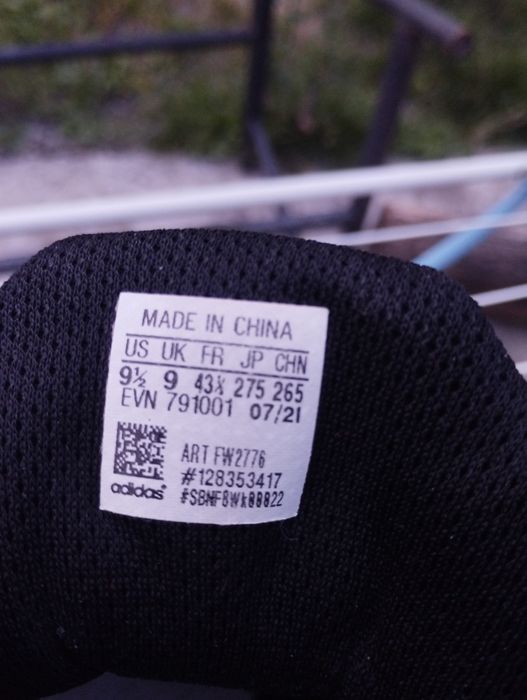 MADE IN CHINA
US UK FR JP CHN
9½ 9 43⅓ 275 265
EVN 791001 07/21
ART FW2776
#128353417
adidas